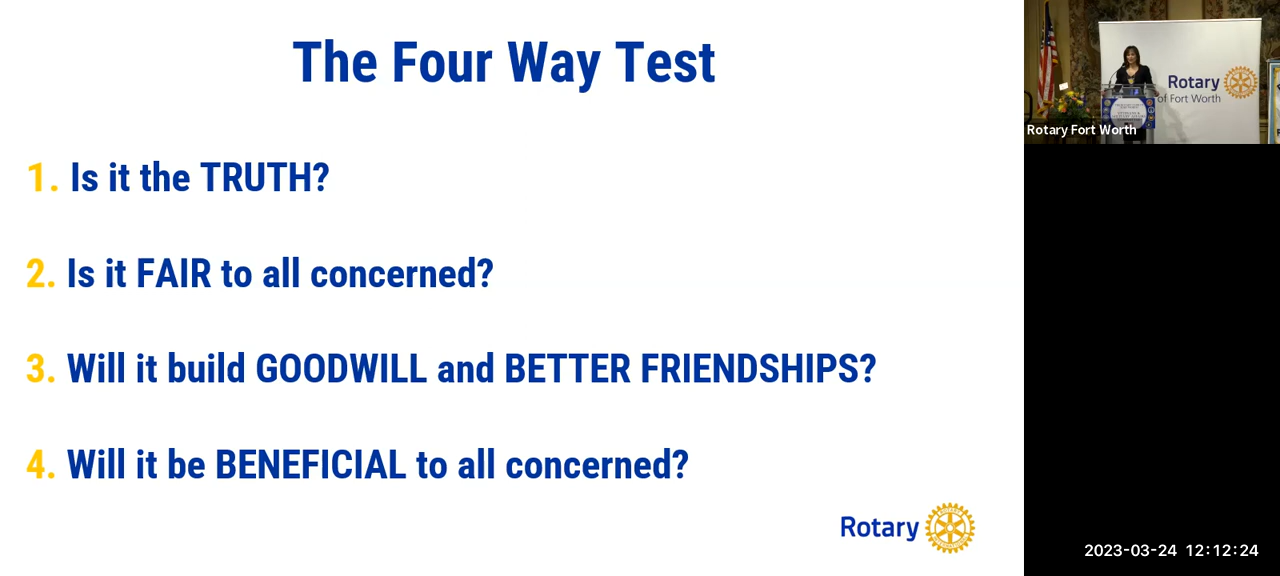 The Four Way Test
1. Is it the TRUTH?
2. Is it FAIR to all concerned?
3. Will it build GOODWILL and BETTER FRIENDSHIPS?
4. Will it be BENEFICIAL to all concerned?
Rotary
Rotary
of Fort Worth
Rotary Fort Worth
2023-03-24 12:12:24